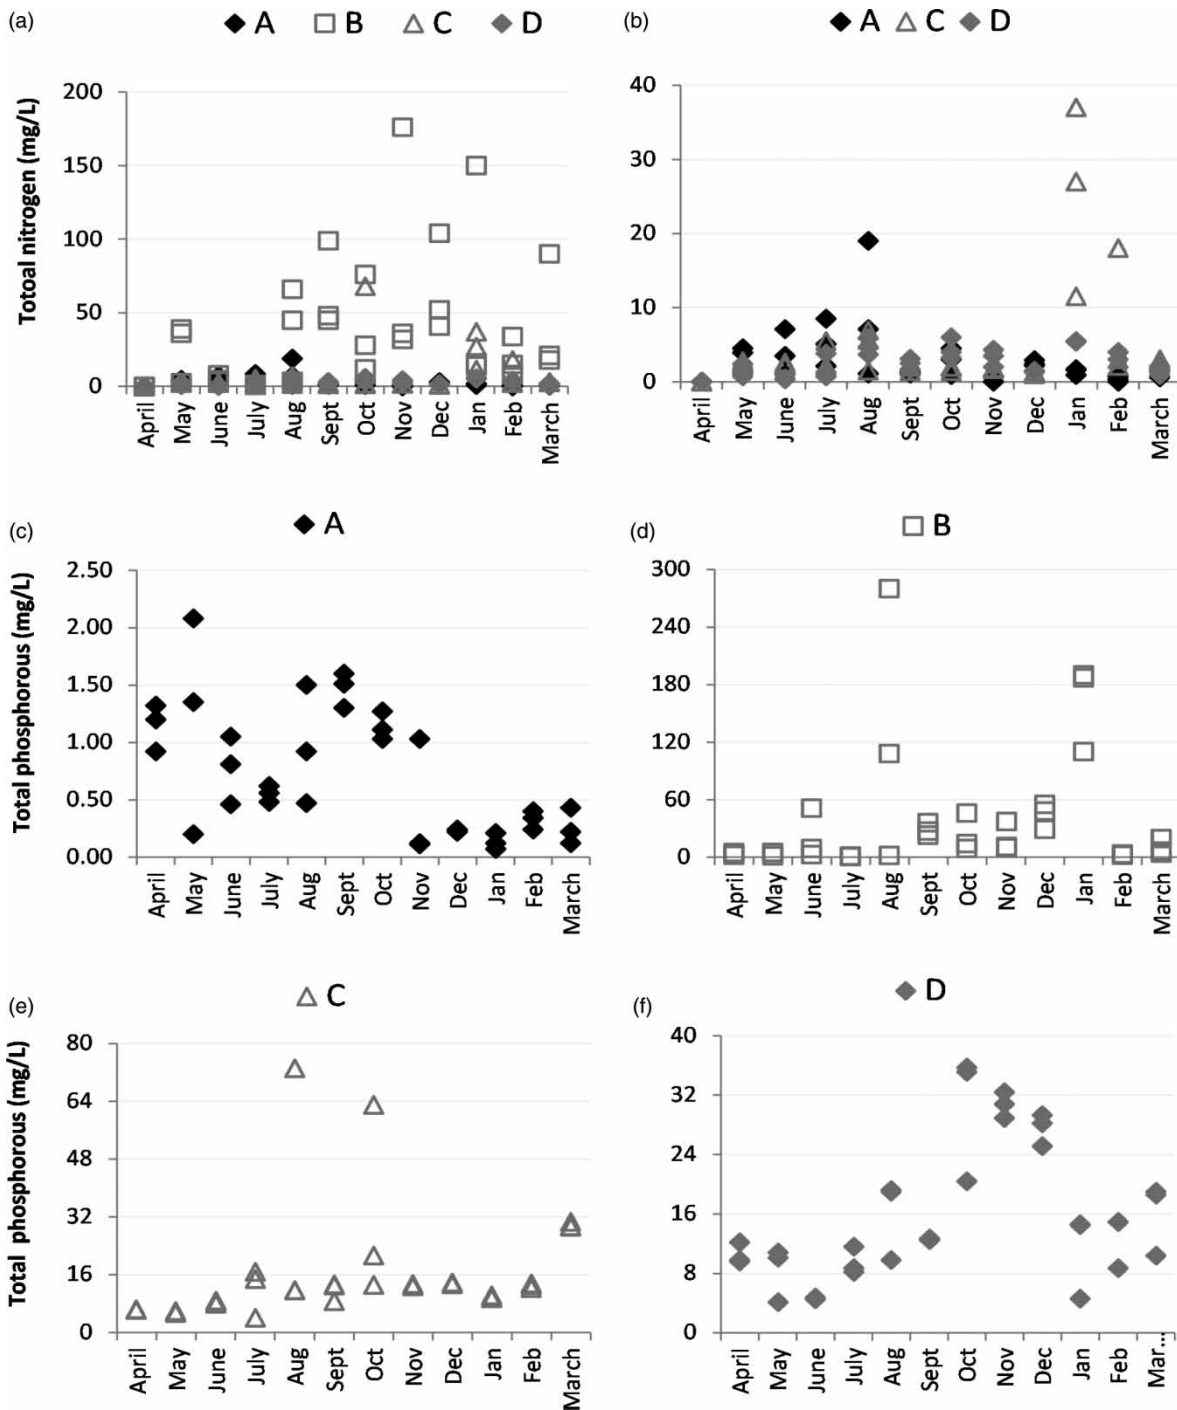 (a) A B C D
Totoal nitrogen (mg/L)
200
150
100
50
0
April May June July Aug Sept Oct Nov Dec Jan Feb March
(b) A C D
40
30
20
10
0
April May June July Aug Sept Oct Nov Dec Jan Feb March
(c) A
Total phosphorous (mg/L)
2.50
2.00
1.50
1.00
0.50
0.00
April May June July Aug Sept Oct Nov Dec Jan Feb March
(d) B
300
240
180
120
60
0
April May June July Aug Sept Oct Nov Dec Jan Feb March
(e) C
Total phosphorous (mg/L)
80
64
48
32
16
0
April May June July Aug Sept Oct Nov Dec Jan Feb March
(f) D
40
32
24
16
8
0
April May June July Aug Sept Oct Nov Dec Jan Feb Mar...